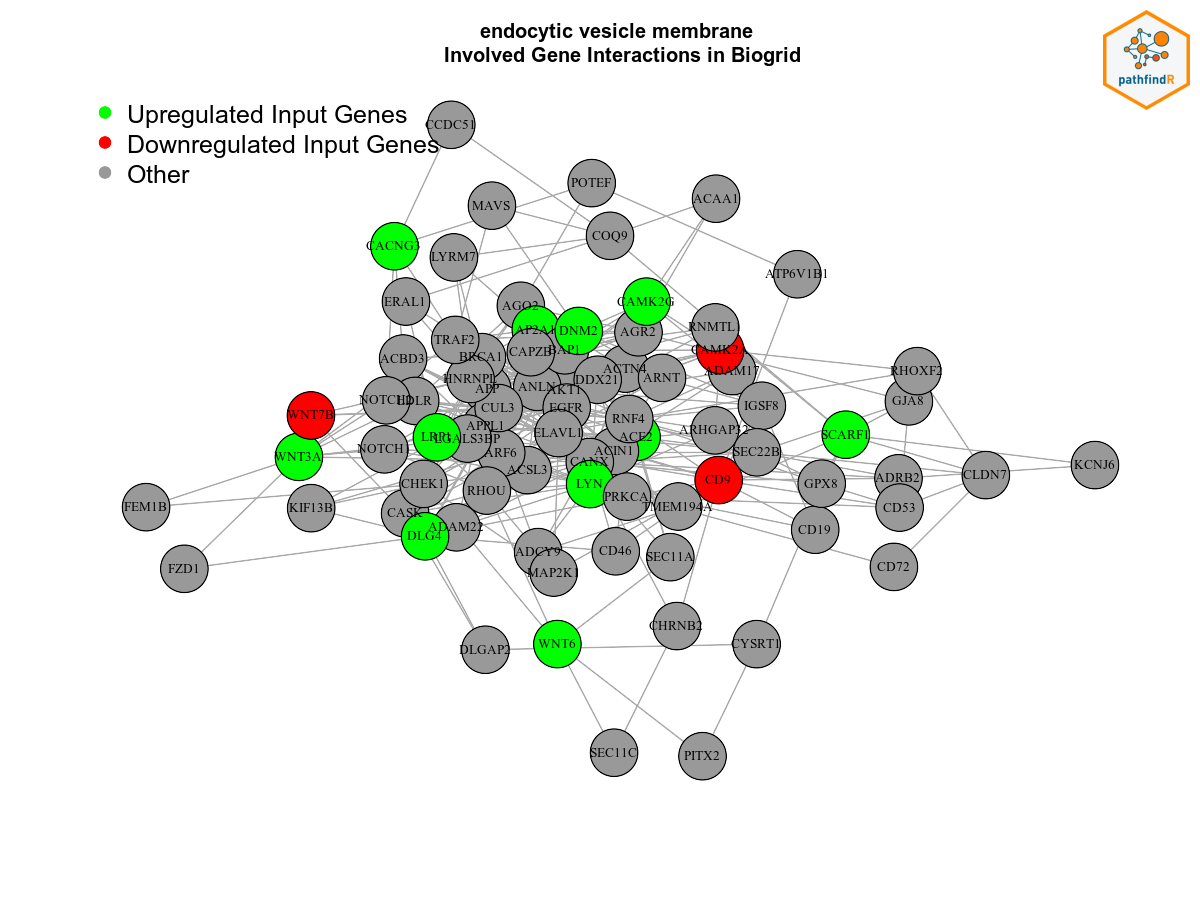 endocytic vesicle membrane
Involved Gene Interactions in Biogrid
pathfindR
Upregulated Input Genes
Downregulated Input Genes
Other
CCDC51
POTEF
ACAA1
MAVS
COQ9
CACNG3
LYRM7
ATP6V1B1
ERAL1
AGO2
CAMK2G
AP2A1
DNM2
AGR2
RNMTL
TRAF2
CAPZB
BAP1
CAMK2A
ACBD3
BRCA1
ACTN4
ADAM17
RHOXF2
HNRNPL
DDX21
ARNT
ANLN
AKT1
APP
NOTCH
LDLR
GJA8
IGSF8
CUL3
EGFR
WNT7B
RNF4
APPL1
ELAVL1
ARHGAP32
LRP1
LGALS3BP
ACE2
SCARF1
NOTCH
ACIN1
SEC22B
ARF6
WNT3A
CANX
KCNJ6
ACSL3
CLDN7
ADRB2
CD9
CHEK1
LYN
GPX8
RHOU
PRKCA
FEM1B
KIF13B
TMEM194A
CD53
CASK
ADAM22
CD19
DLG4
ADCY9
CD46
SEC11A
FZD1
MAP2K1
CD72
CHRNB2
DLGAP2
WNT6
CYSRT1
SEC11C
PITX2